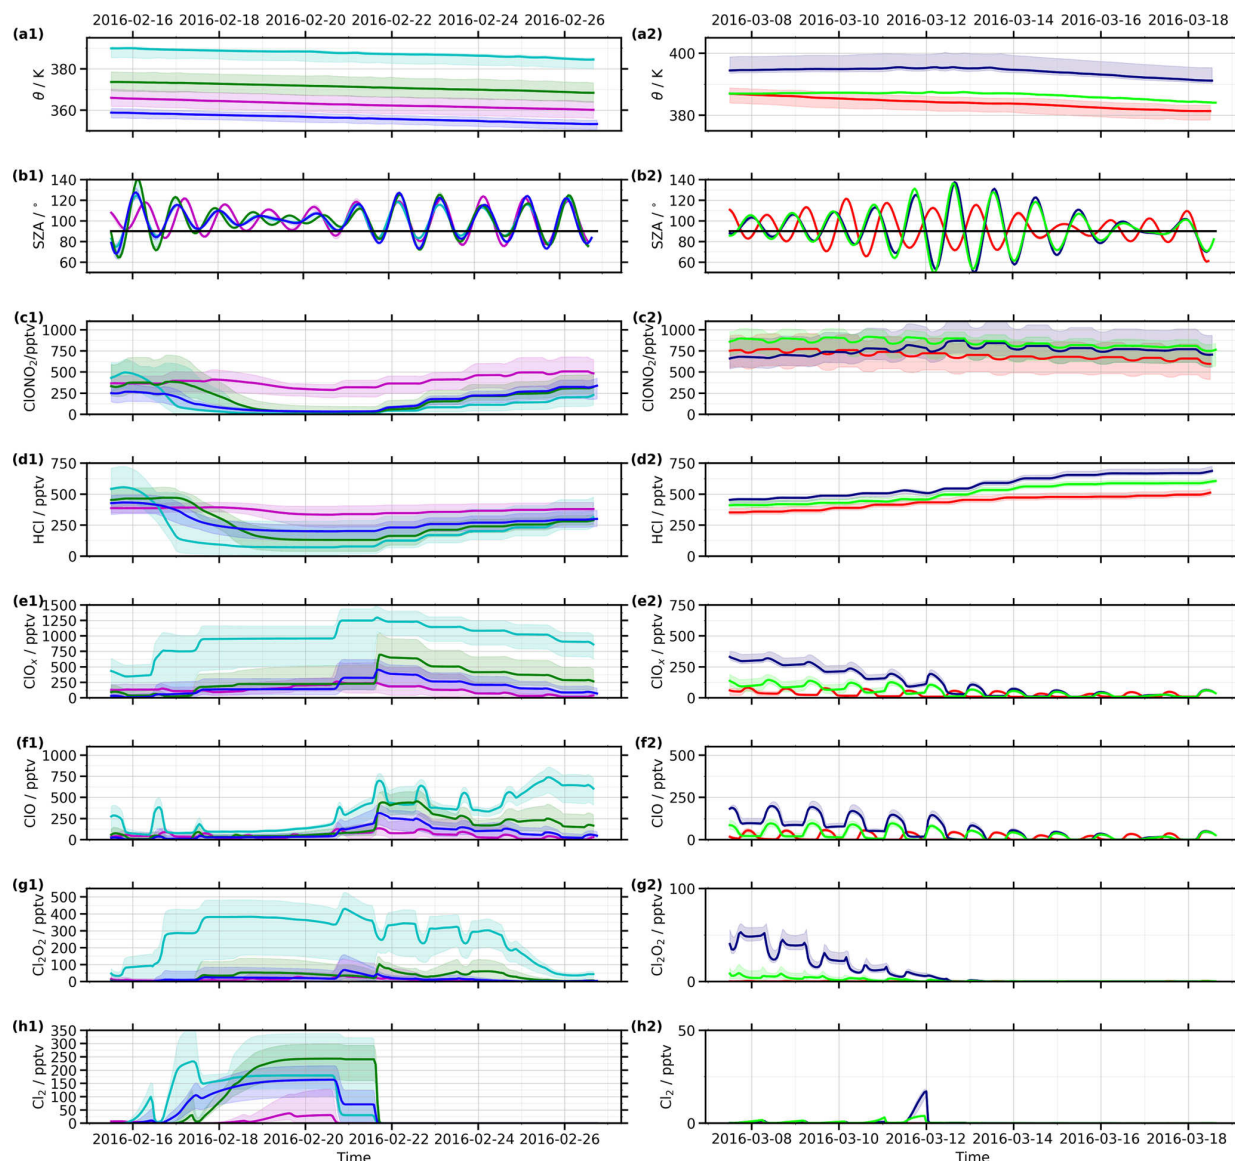 2016-02-16 2016-02-18 2016-02-20 2016-02-22 2016-02-24 2016-02-26
2016-03-08 2016-03-10 2016-03-12 2016-03-14 2016-03-16 2016-03-18
(a1)
θ / K
380
360
(a2)
θ / K
400
380
(b1)
SZA / °
140
120
100
80
60
(b2)
SZA / °
140
120
100
80
60
(c1)
ClONO₂/pptv
1000
750
500
250
0
(c2)
ClONO₂/pptv
1000
750
500
250
0
(d1)
HCl / pptv
750
500
250
0
(d2)
HCl / pptv
750
500
250
0
(e1)
ClOₓ / pptv
1500
1250
1000
750
500
250
0
(e2)
ClOₓ / pptv
750
500
250
0
(f1)
ClO / pptv
1000
750
500
250
0
(f2)
ClO / pptv
500
250
0
(g1)
Cl₂O₂ / pptv
500
400
300
200
100
0
(g2)
Cl₂O₂ / pptv
100
0
(h1)
Cl₂ / pptv
350
300
250
200
150
100
50
0
(h2)
Cl₂ / pptv
50
0
2016-02-16 2016-02-18 2016-02-20 2016-02-22 2016-02-24 2016-02-26
Time
2016-03-08 2016-03-10 2016-03-12 2016-03-14 2016-03-16 2016-03-18
Time